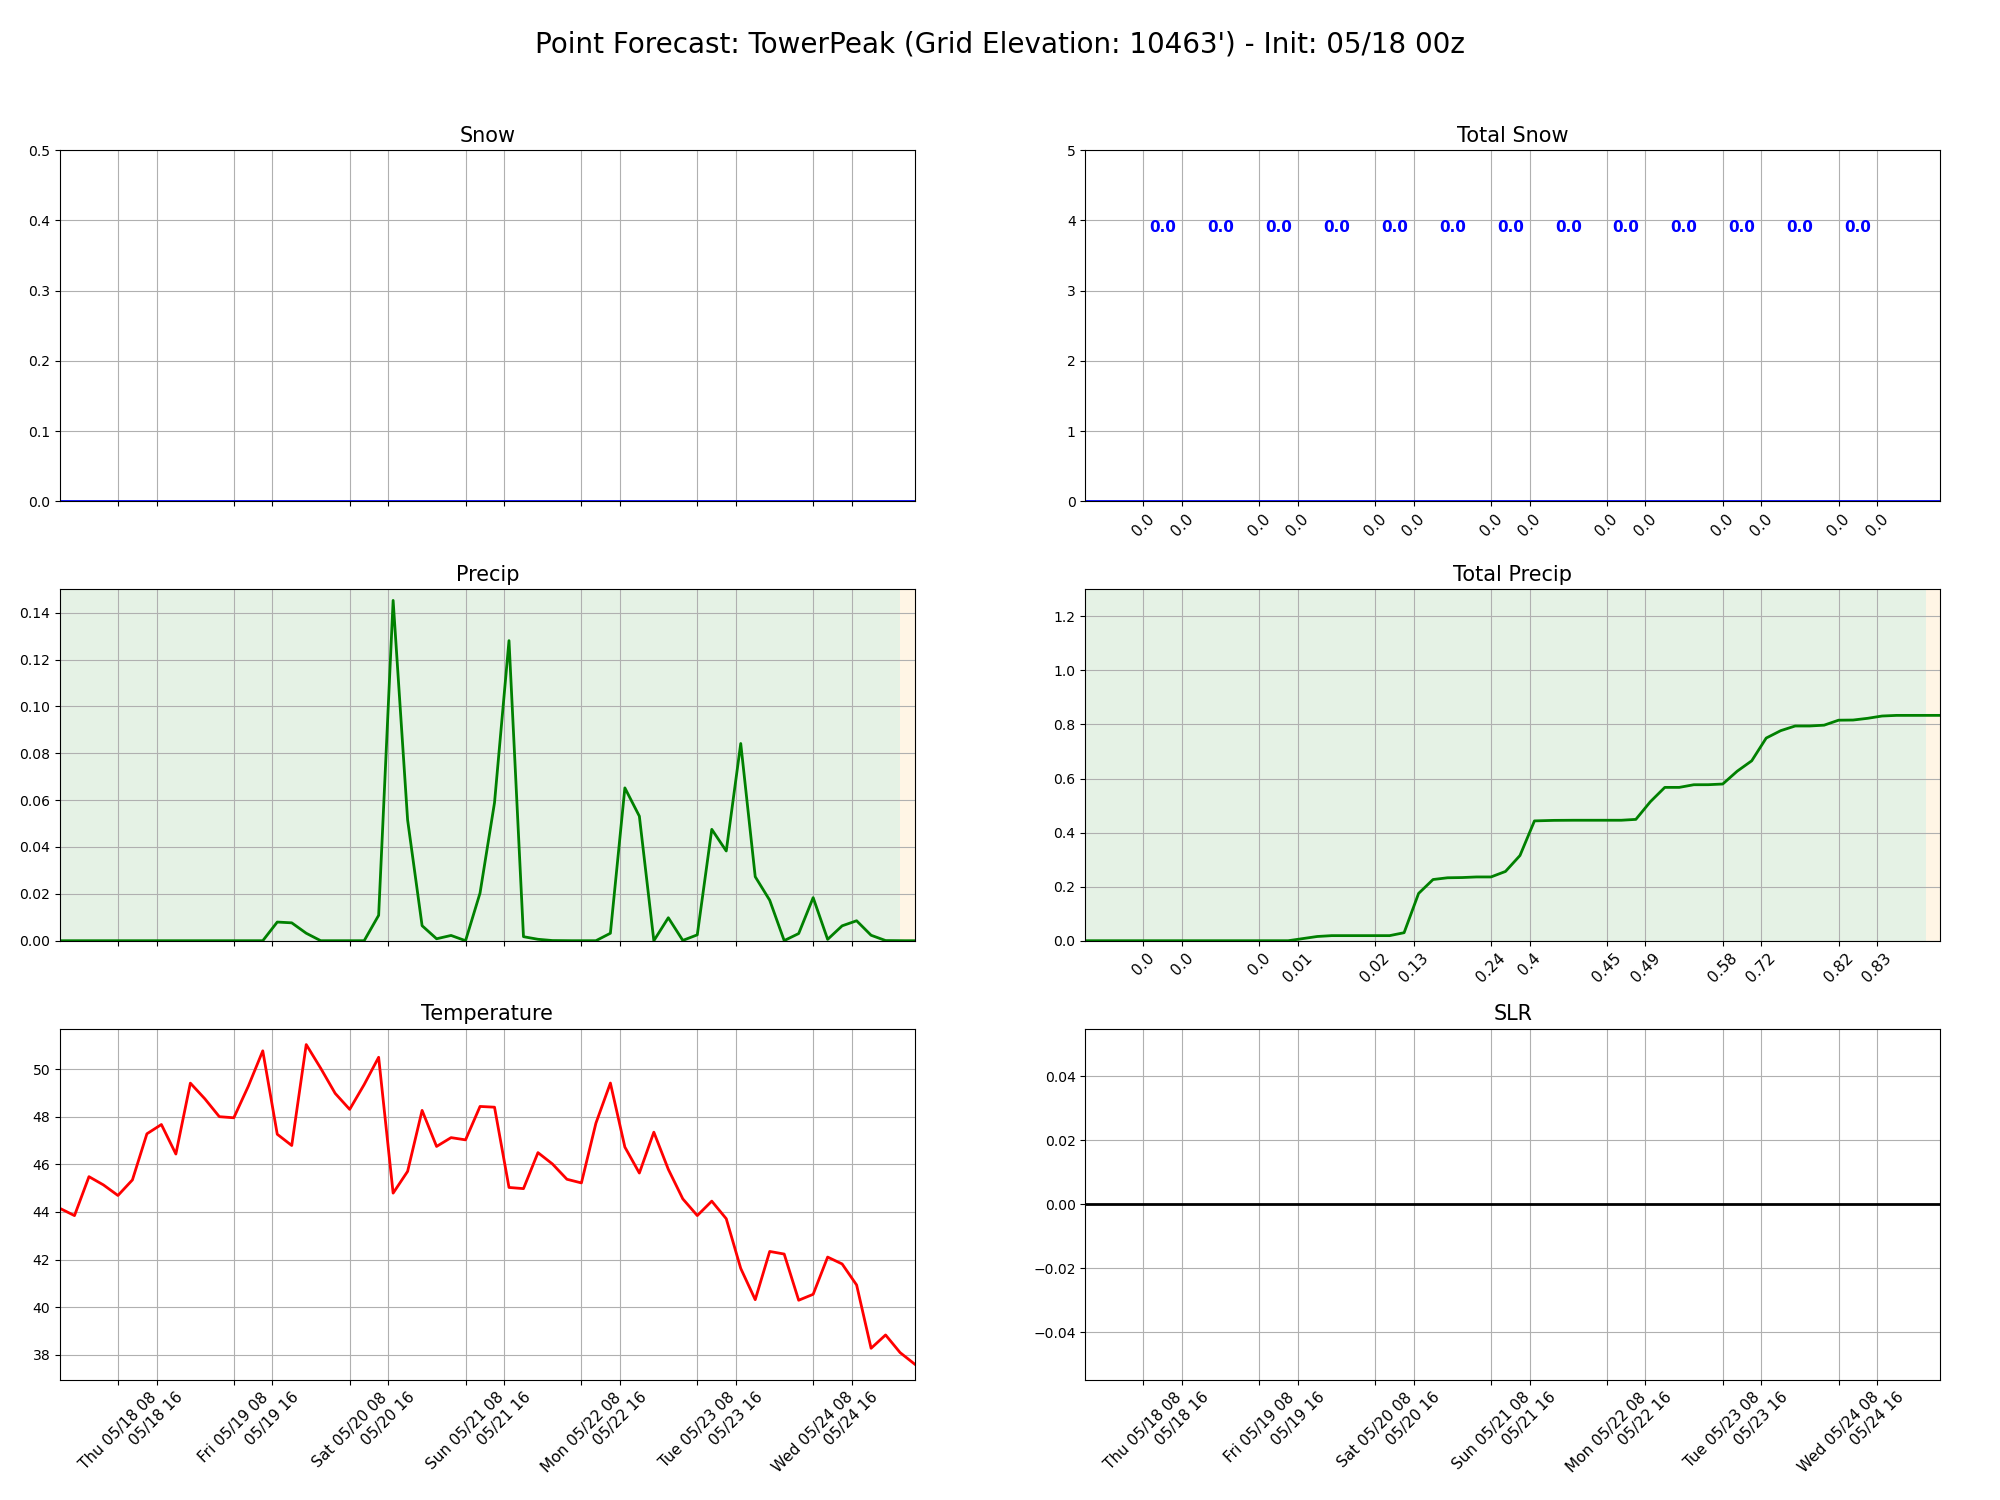 Point Forecast: TowerPeak (Grid Elevation: 10463') - Init: 05/18 00z
Snow
0.5
0.4
0.3
0.2
0.1
0.0
Total Snow
5
4
3
2
1
0
0.0 0.0 0.0 0.0 0.0 0.0 0.0 0.0 0.0 0.0 0.0 0.0 0.0
0.0 0.0 0.0 0.0 0.0 0.0 0.0 0.0 0.0 0.0 0.0 0.0 0.0 0.0
Precip
0.14
0.12
0.10
0.08
0.06
0.04
0.02
0.00
Total Precip
1.2
1.0
0.8
0.6
0.4
0.2
0.0
0.0 0.0 0.0 0.01 0.02 0.13 0.24 0.4 0.45 0.49 0.58 0.72 0.82 0.83
Temperature
50
48
46
44
42
40
38
Thu 05/18 08
05/18 16
Fri 05/19 08
05/19 16
Sat 05/20 08
05/20 16
Sun 05/21 08
05/21 16
Mon 05/22 08
05/22 16
Tue 05/23 08
05/23 16
Wed 05/24 08
05/24 16
SLR
0.04
0.02
0.00
−0.02
−0.04
Thu 05/18 08
05/18 16
Fri 05/19 08
05/19 16
Sat 05/20 08
05/20 16
Sun 05/21 08
05/21 16
Mon 05/22 08
05/22 16
Tue 05/23 08
05/23 16
Wed 05/24 08
05/24 16